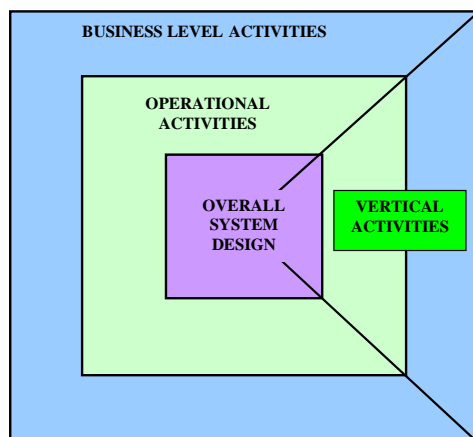 BUSINESS LEVEL ACTIVITIES
OPERATIONAL
ACTIVITIES
OVERALL
SYSTEM
DESIGN
VERTICAL
ACTIVITIES